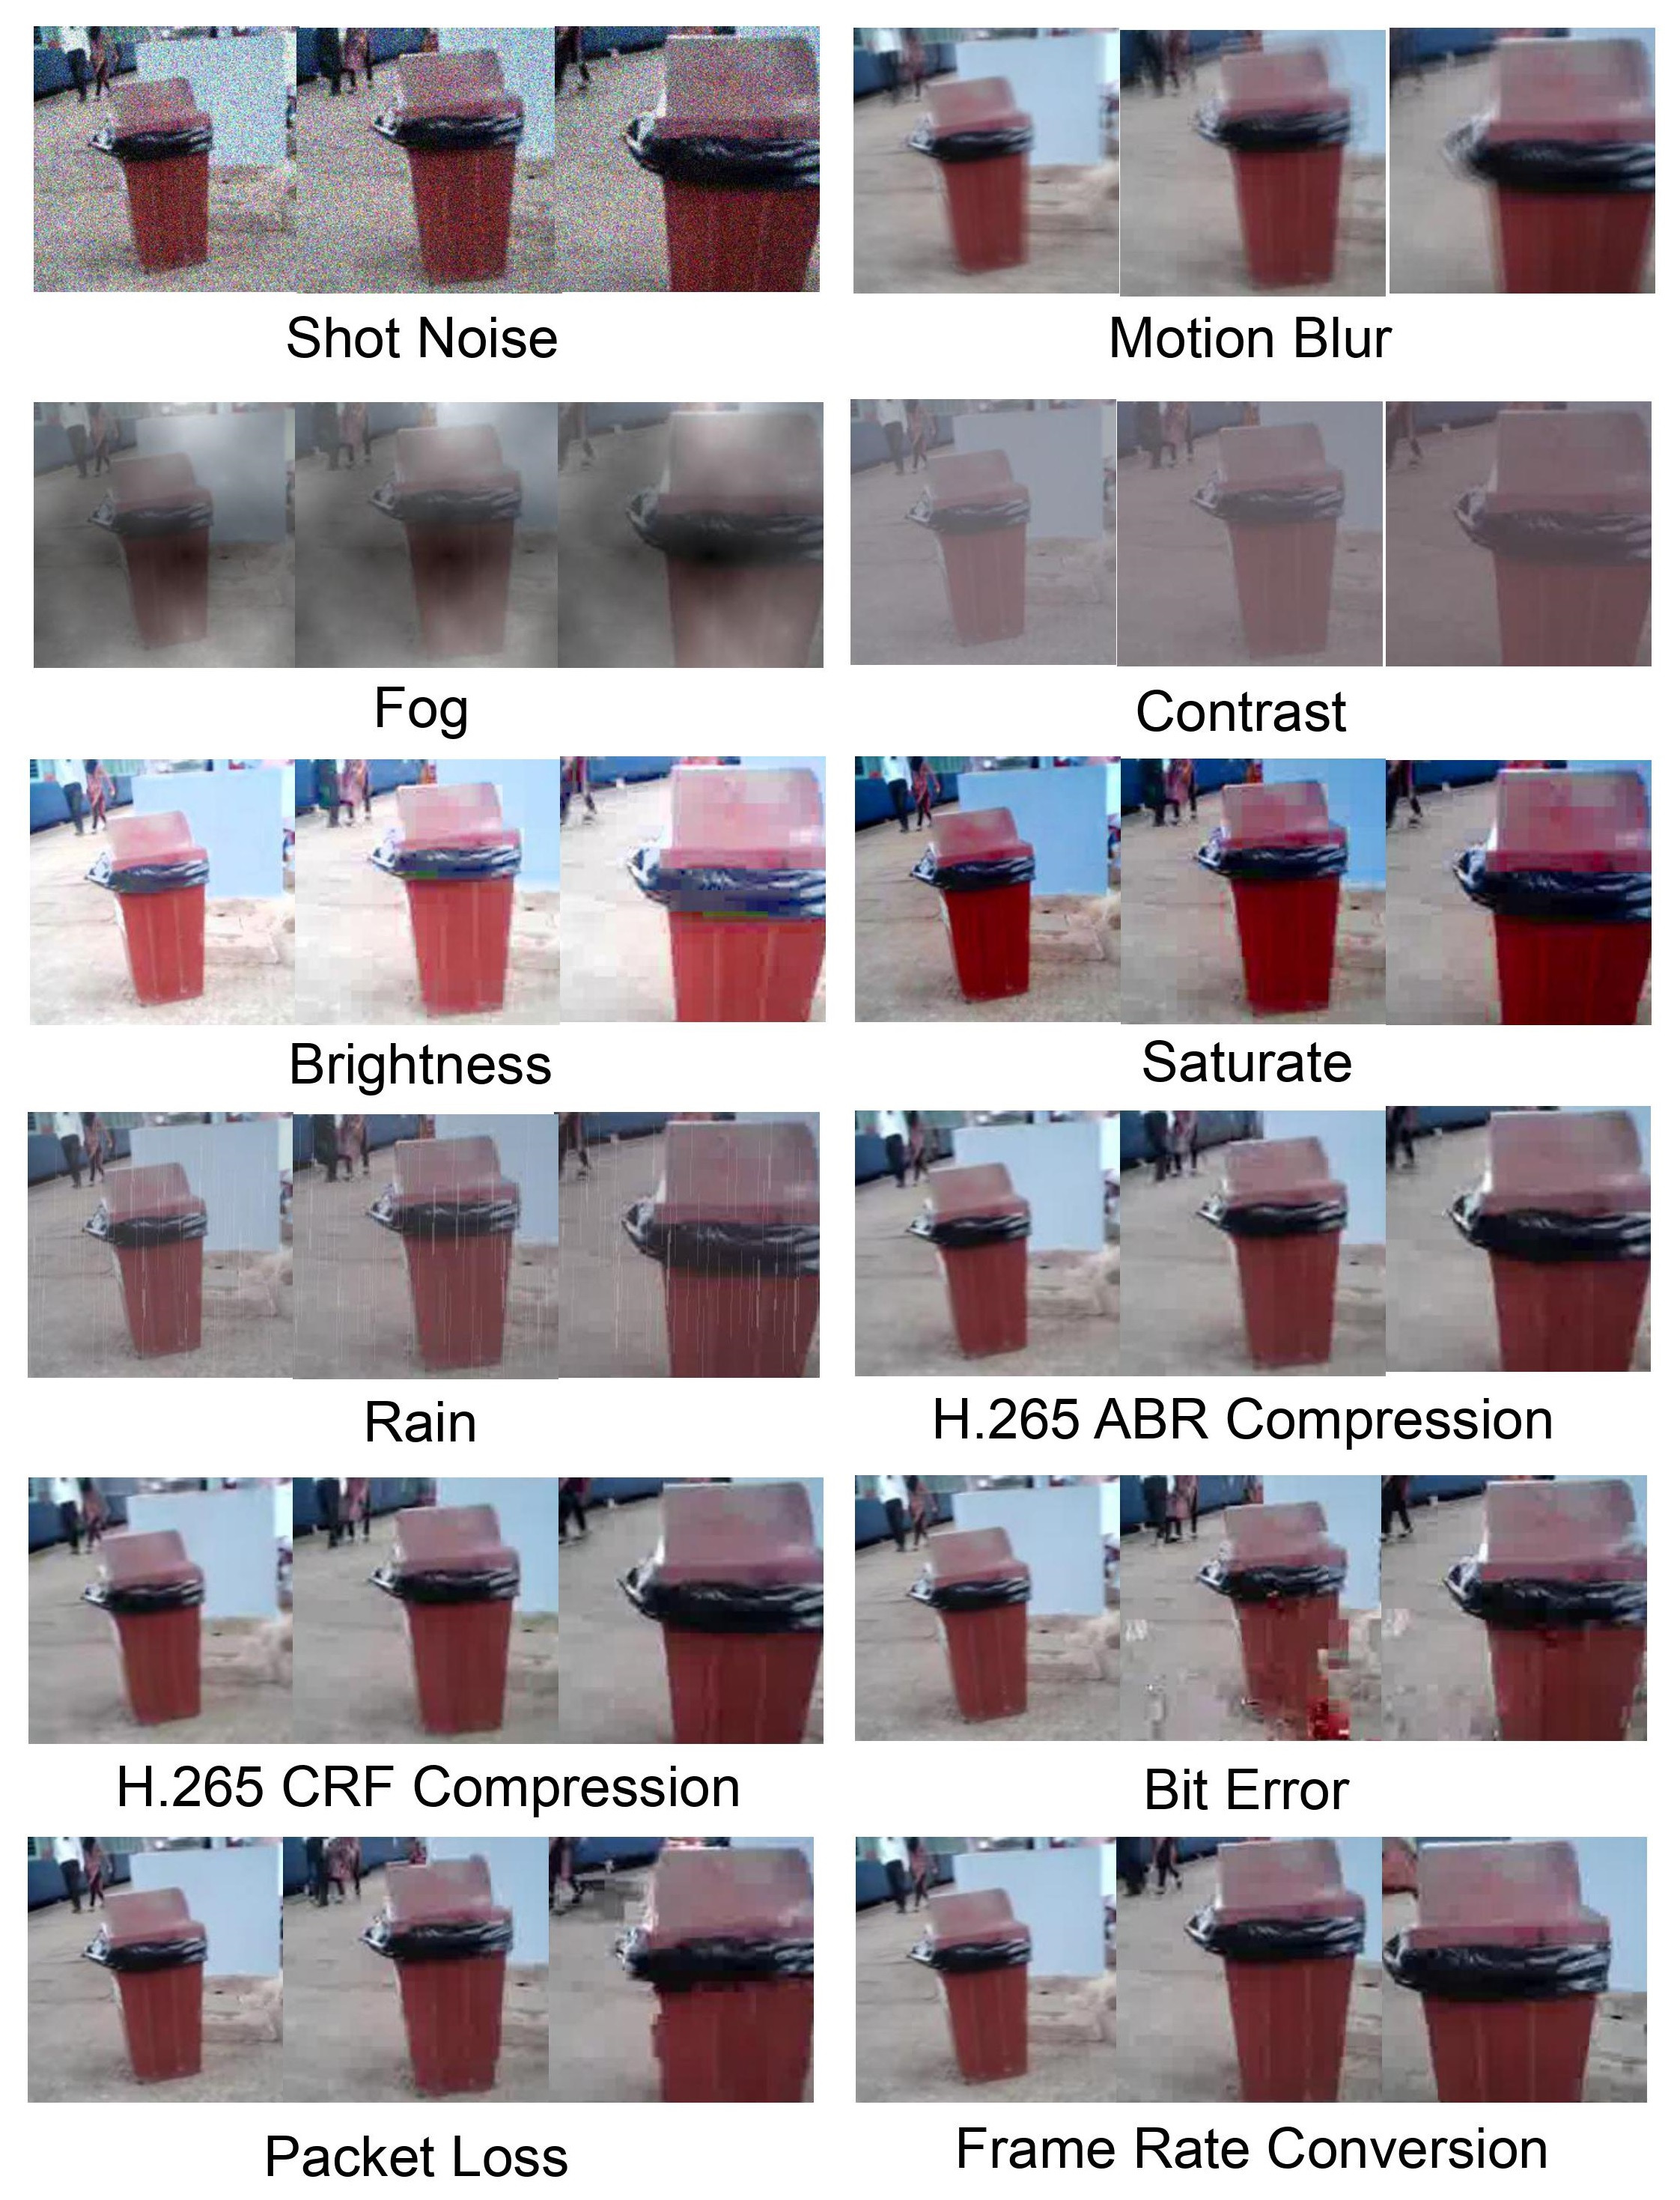 Shot Noise
Motion Blur
Fog
Contrast
Brightness
Saturate
Rain
H.265 ABR Compression
H.265 CRF Compression
Bit Error
Packet Loss
Frame Rate Conversion